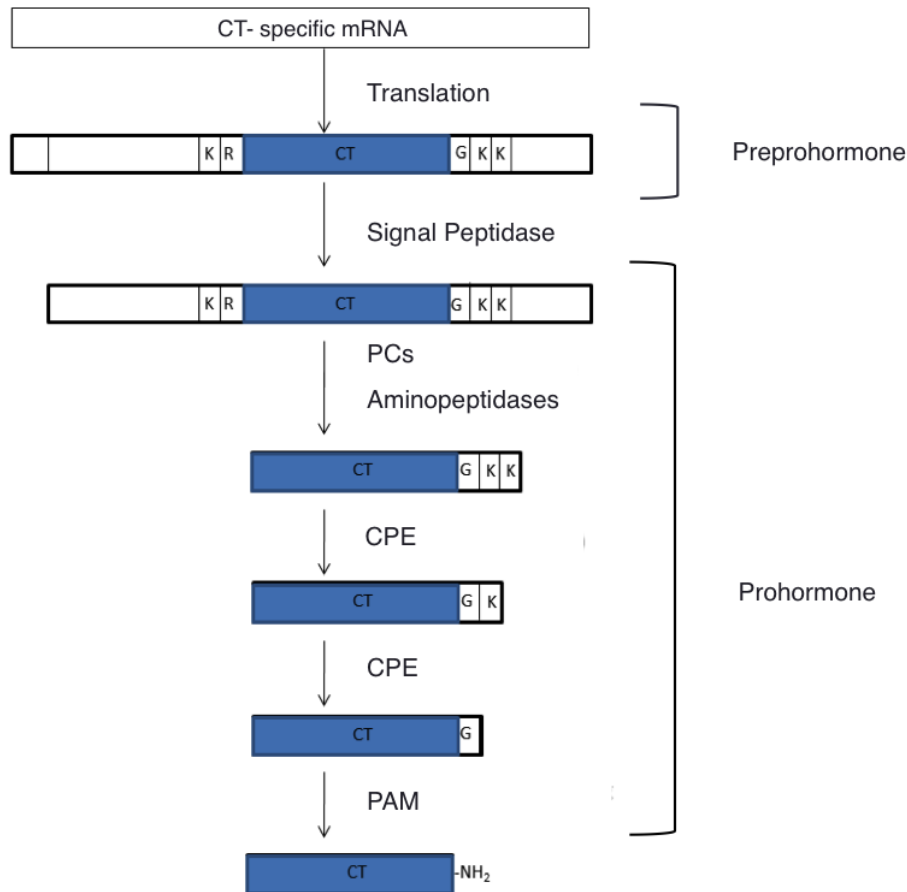 CT- specific mRNA
Translation
K R CT G K K
Preprohormone
Signal Peptidase
K R CT G K K
PCs
Aminopeptidases
CT G K K
CPE
CT G K
Prohormone
CPE
CT G
PAM
CT -NH₂